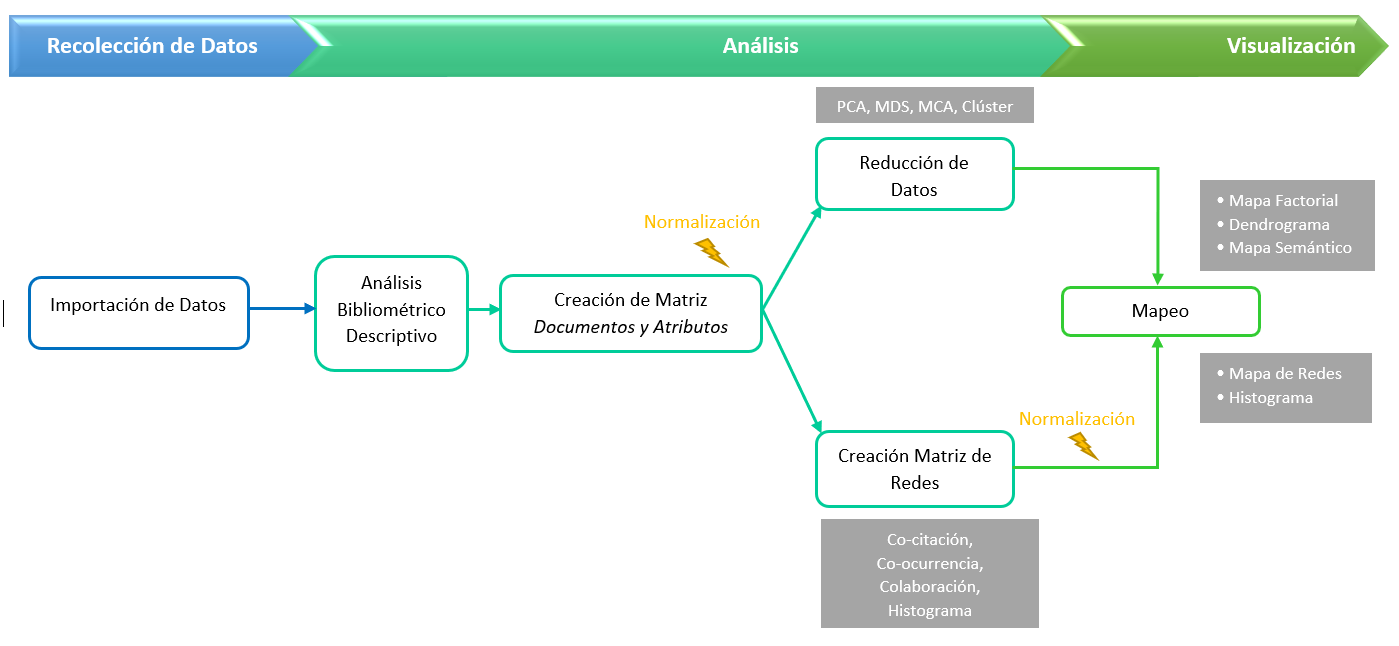 Recolección de Datos
Análisis
Visualización
PCA, MDS, MCA, Clúster
Reducción de
Datos
Normalización
• Mapa Factorial
• Dendrograma
• Mapa Semántico
Importación de Datos
Análisis
Bibliométrico
Descriptivo
Creación de Matriz
Documentos y Atributos
Mapeo
• Mapa de Redes
• Histograma
Normalización
Creación Matriz de
Redes
Co-citación,
Co-ocurrencia,
Colaboración,
Histograma